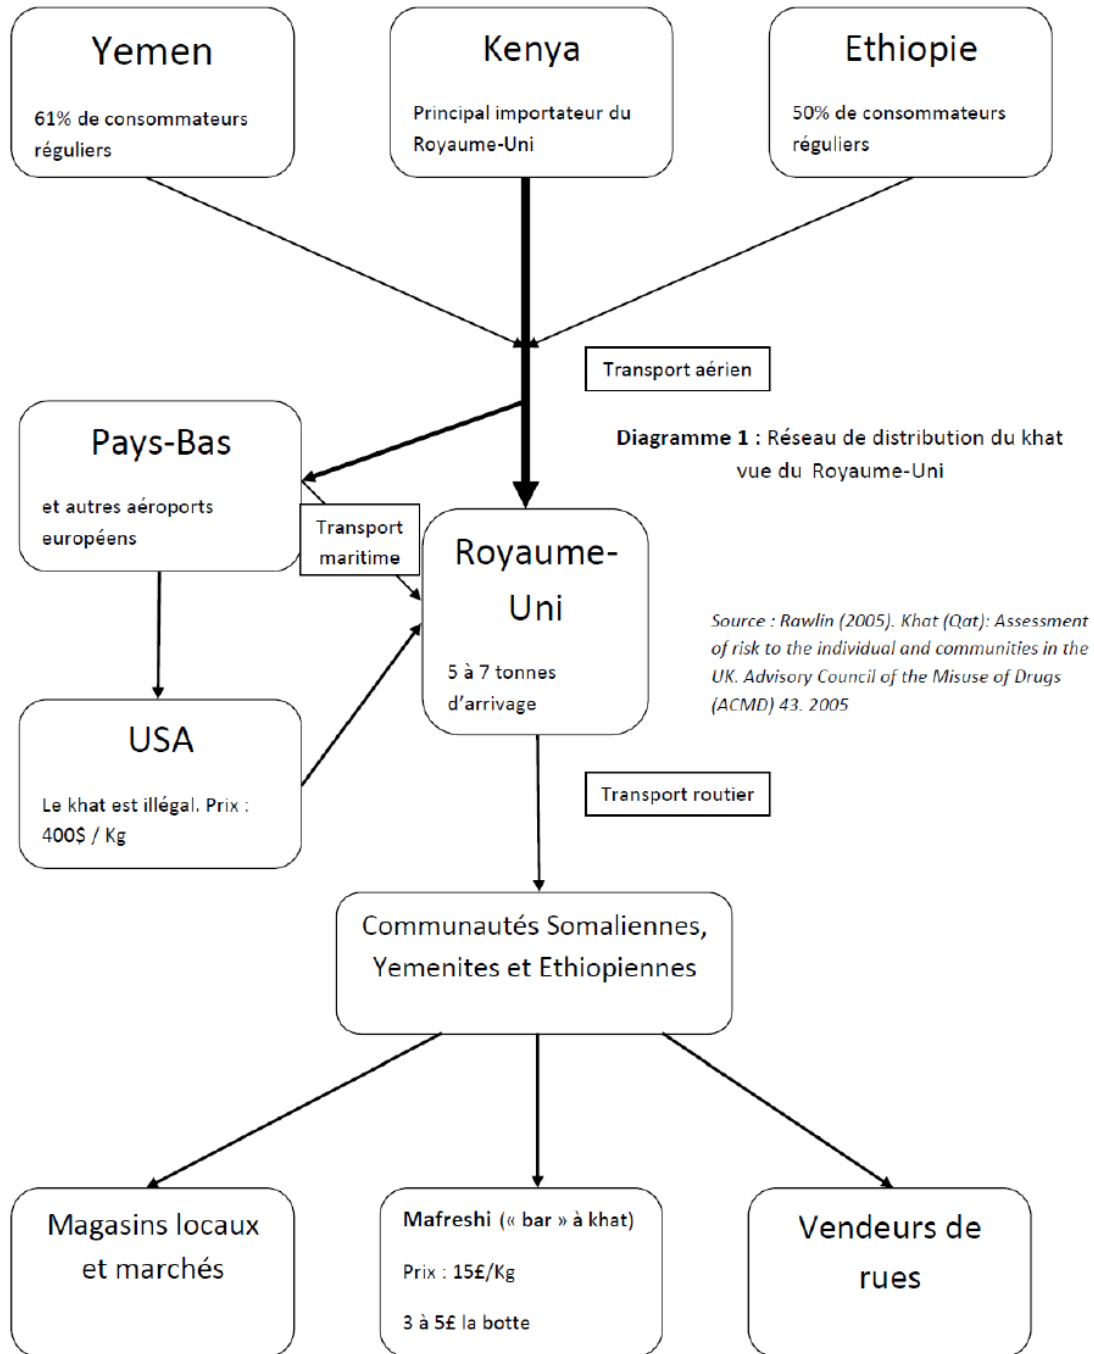 Yemen
61% de consommateurs
réguliers
Kenya
Principal importateur du
Royaume-Uni
Ethiopie
50% de consommateurs
réguliers
Transport aérien
Diagramme 1 : Réseau de distribution du khat
vue du Royaume-Uni
Pays-Bas
et autres aéroports
européens
Transport
maritime
Royaume-
Uni
5 à 7 tonnes
d'arrivage
Source : Rawlin (2005). Khat (Qat): Assessment
of risk to the individual and communities in the
UK. Advisory Council of the Misuse of Drugs
(ACMD) 43. 2005
USA
Le khat est illégal. Prix :
400$ / Kg
Transport routier
Communautés Somaliennes,
Yemenites et Ethiopiennes
Magasins locaux
et marchés
Mafreshi (« bar » à khat)
Prix : 15£/Kg
3 à 5£ la botte
Vendeurs de
rues